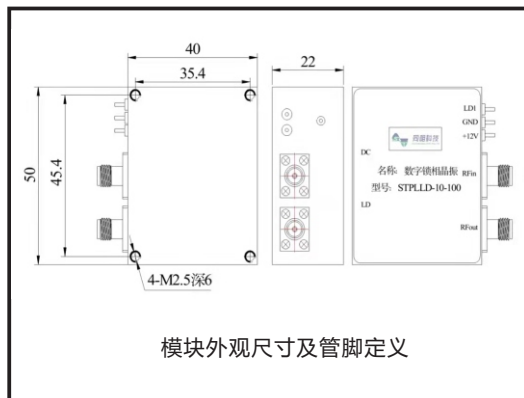 40
35.4
22
50
45.4
4-M2.5深6
LD1
GND
+12V
DC
名称: 数字锁相晶振
RFin
型号: STPLLD-10-100
LD
RFout
模块外观尺寸及管脚定义